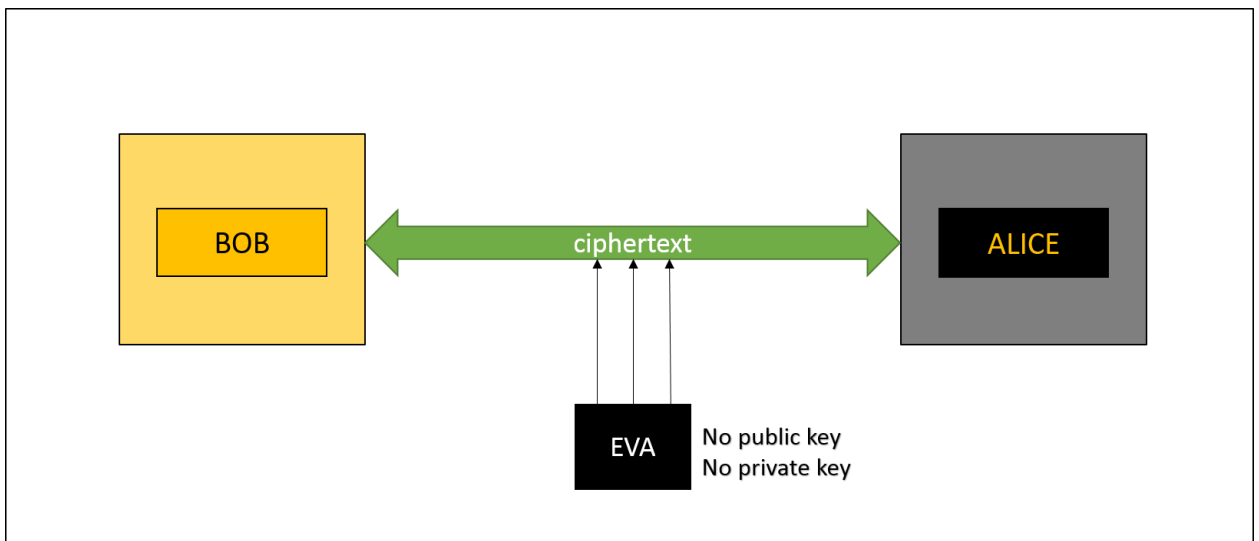 BOB
ciphertext
ALICE
EVA
No public key
No private key